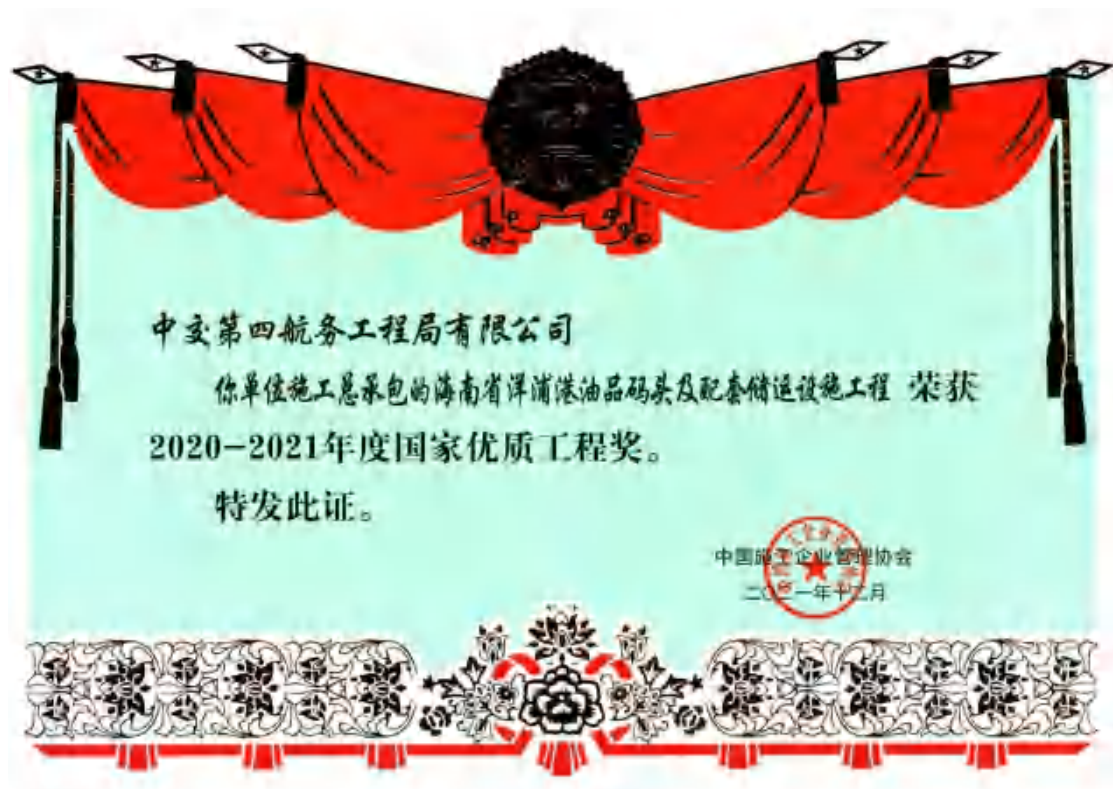 中交第四航务工程局有限公司
你单位施工总承包的海南省洋浦港油品码头及配套储运设施工程 荣获
2020-2021年度国家优质工程奖。
特发此证。
中国施工企业管理协会
二〇二一年十二月